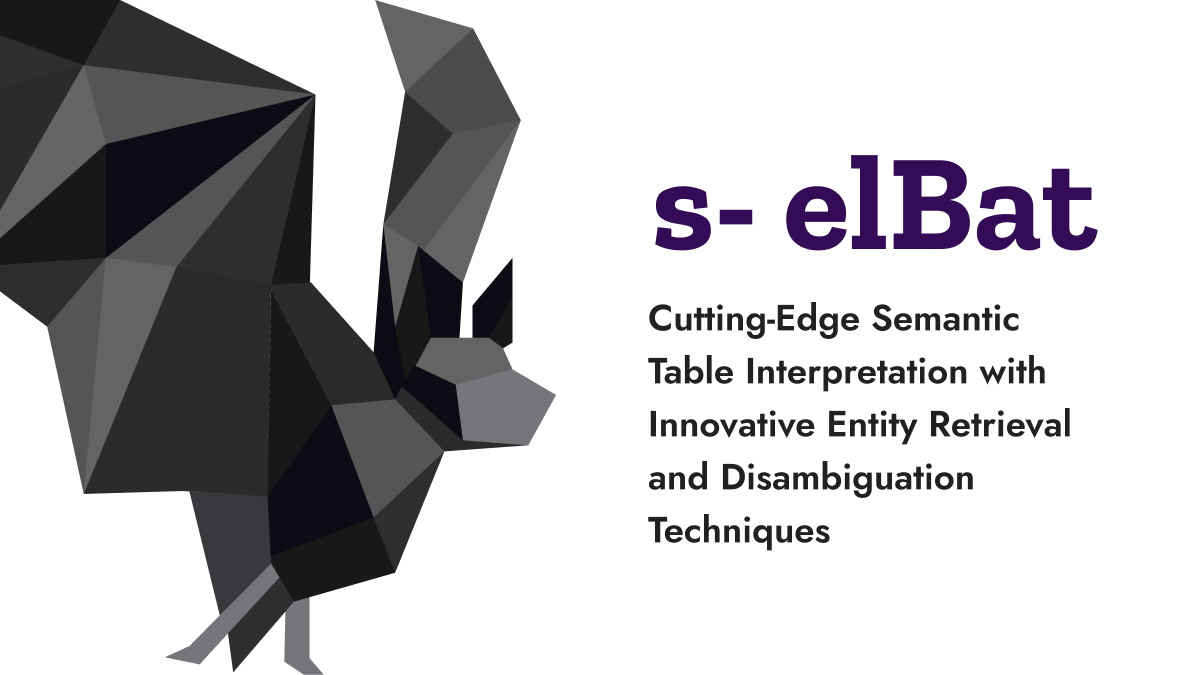 s- elBat
Cutting-Edge Semantic
Table Interpretation with
Innovative Entity Retrieval
and Disambiguation
Techniques